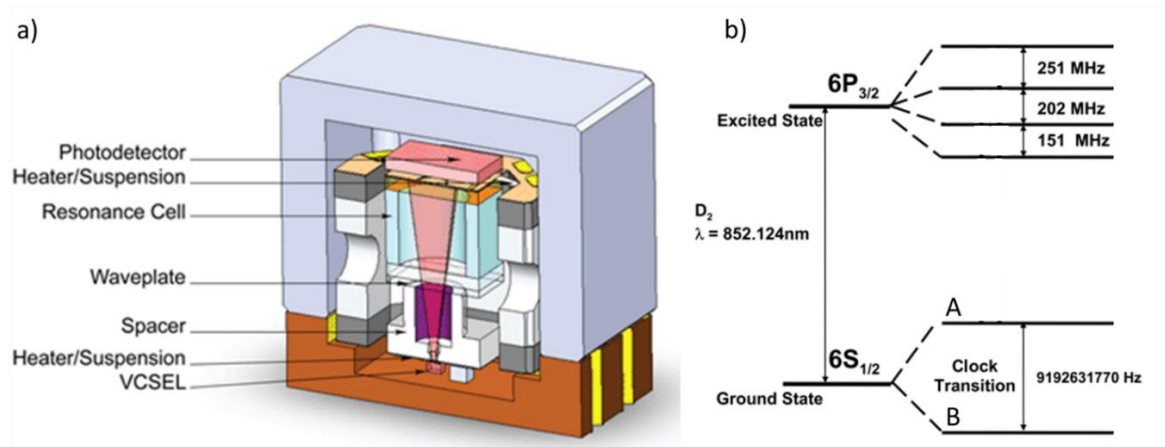 a)
Photodetector
Heater/Suspension
Resonance Cell
Waveplate
Spacer
Heater/Suspension
VCSEL
b)
6P3/2
Excited State
251 MHz
202 MHz
151 MHz
D2
λ = 852.124nm
6S1/2
Ground State
A
Clock
Transition
9192631770 Hz
B